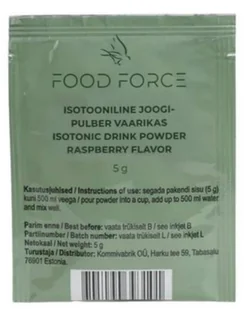 FOOD FORCE
ISOTOONILINE JOOGI-
PULBER VAARIKAS
ISOTONIC DRINK POWDER
RASPBERRY FLAVOR
5 g
Kasutusjuhised / Instructions of use: segada pakendi sisu (5 g)
kuni 500 ml veega / pour powder into a cup, add up to 500 ml water
and mix well.
Parim enne / Best before: vaata trükiselt B / see inkjet B
Partiinumber / Batch number: vaata trükiselt L / see inkjet L
Netokaal / Net weight: 5 g
Turustaja / Distributor: Kommivabrik OÜ, Harku tee 59, Tabasalu
76901 Estonia.